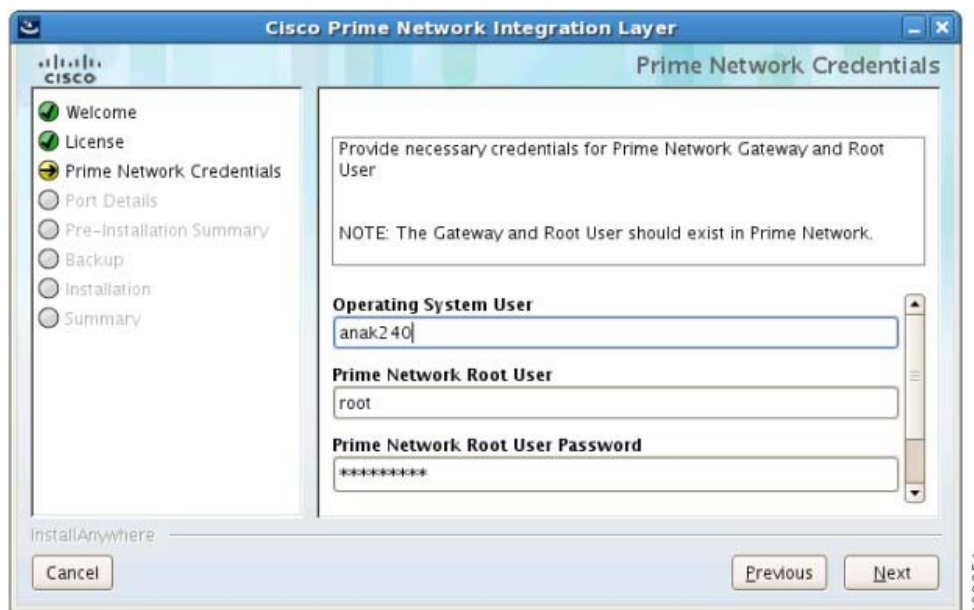 Cisco Prime Network Integration Layer
CISCO
Prime Network Credentials
Welcome
License
Prime Network Credentials
Port Details
Pre-Installation Summary
Backup
Installation
Summary
Provide necessary credentials for Prime Network Gateway and Root
User
NOTE: The Gateway and Root User should exist in Prime Network.
Operating System User
anak240
Prime Network Root User
root
Prime Network Root User Password
*********
InstallAnywhere
Cancel
Previous
Next